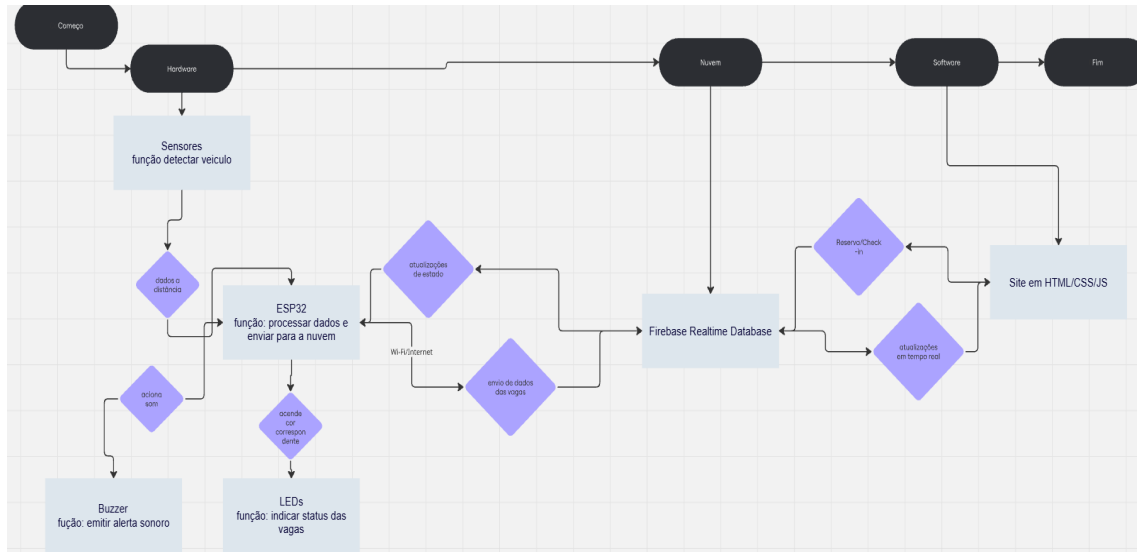 Começo
Hardware
Nuvem
Software
Fim
Sensores
função detectar veiculo
dados a
distância
ESP32
função: processar dados e
enviar para a nuvem
aciona
som
acende
cor
correspon
dente
Buzzer
fução: emitir alerta sonoro
LEDs
função: indicar status das
vagas
atualizações
de estado
Wi-Fi/Internet
envio de dados
das vagas
Firebase Realtime Database
Reserva/Check
-in
atualizações
em tempo real
Site em HTML/CSS/JS